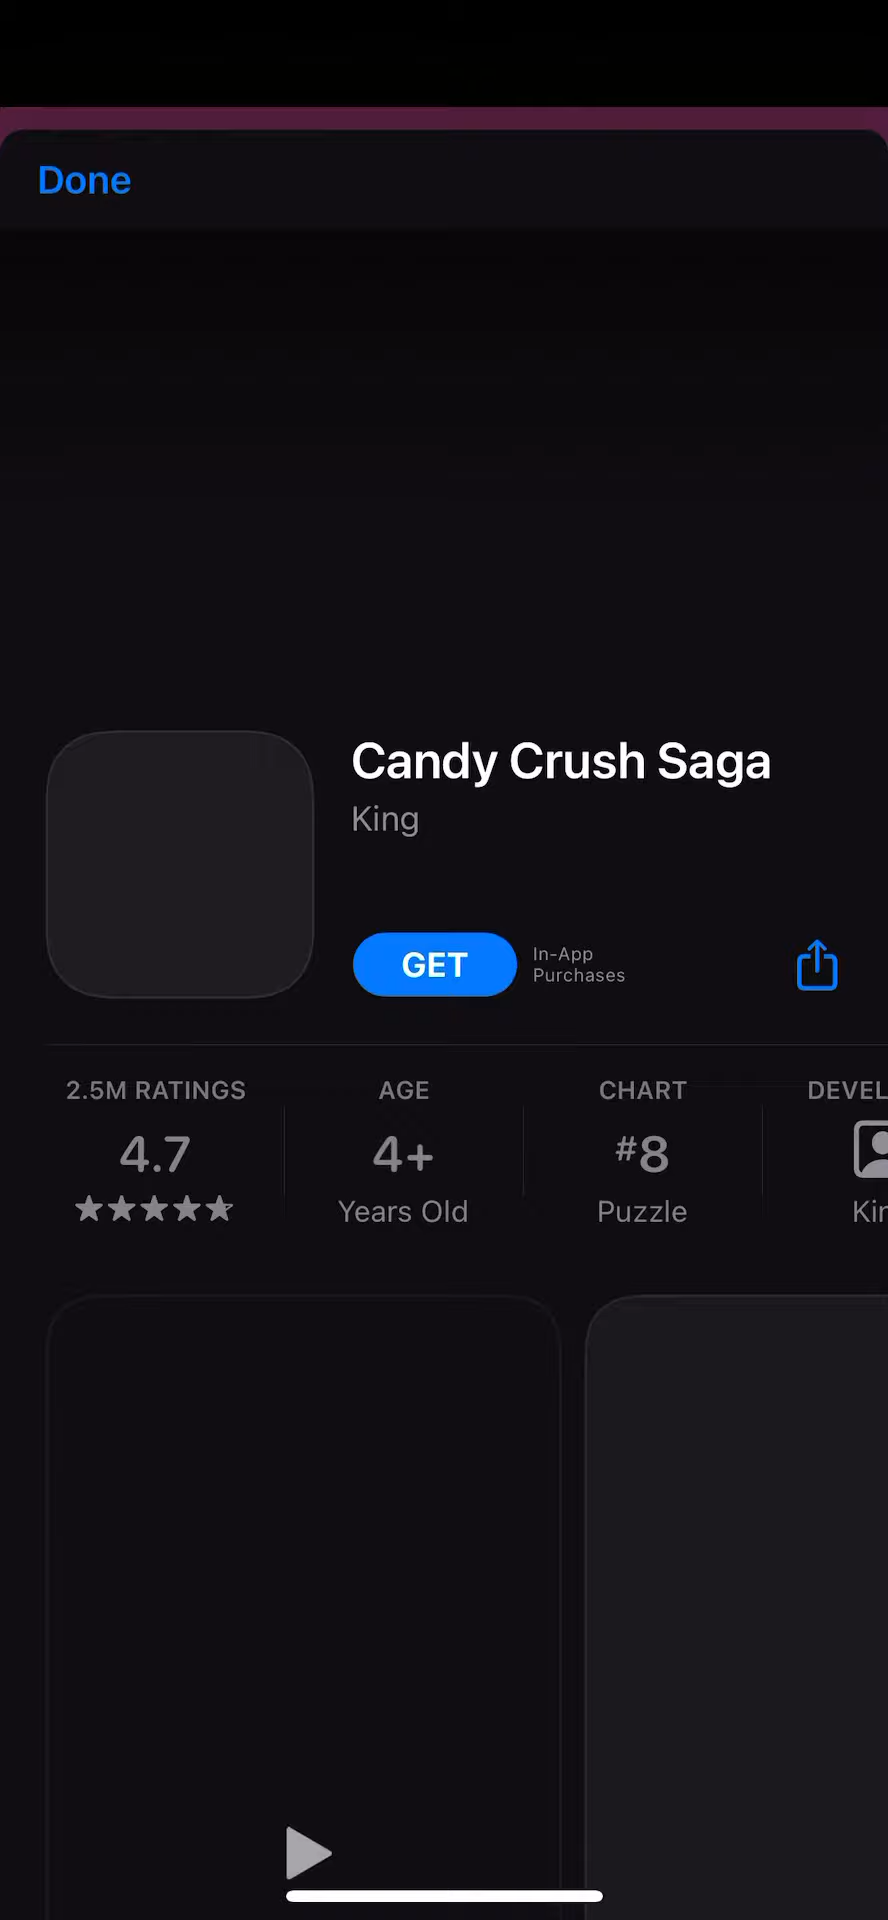 Done
Candy Crush Saga
King
GET
In-App
Purchases
2.5M RATINGS
4.7
AGE
4+
Years Old
CHART
#8
Puzzle
DEVEL
Kin